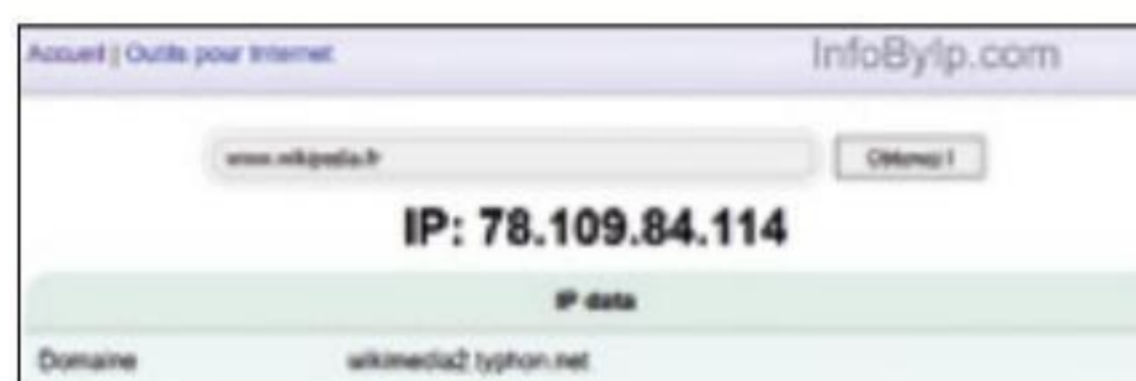 Accueil | Outils pour Internet
InfoByIp.com
www.wikipedia.fr
Obtenez !
IP: 78.109.84.114
IP data
Domaine wikimedia2.typhon.net